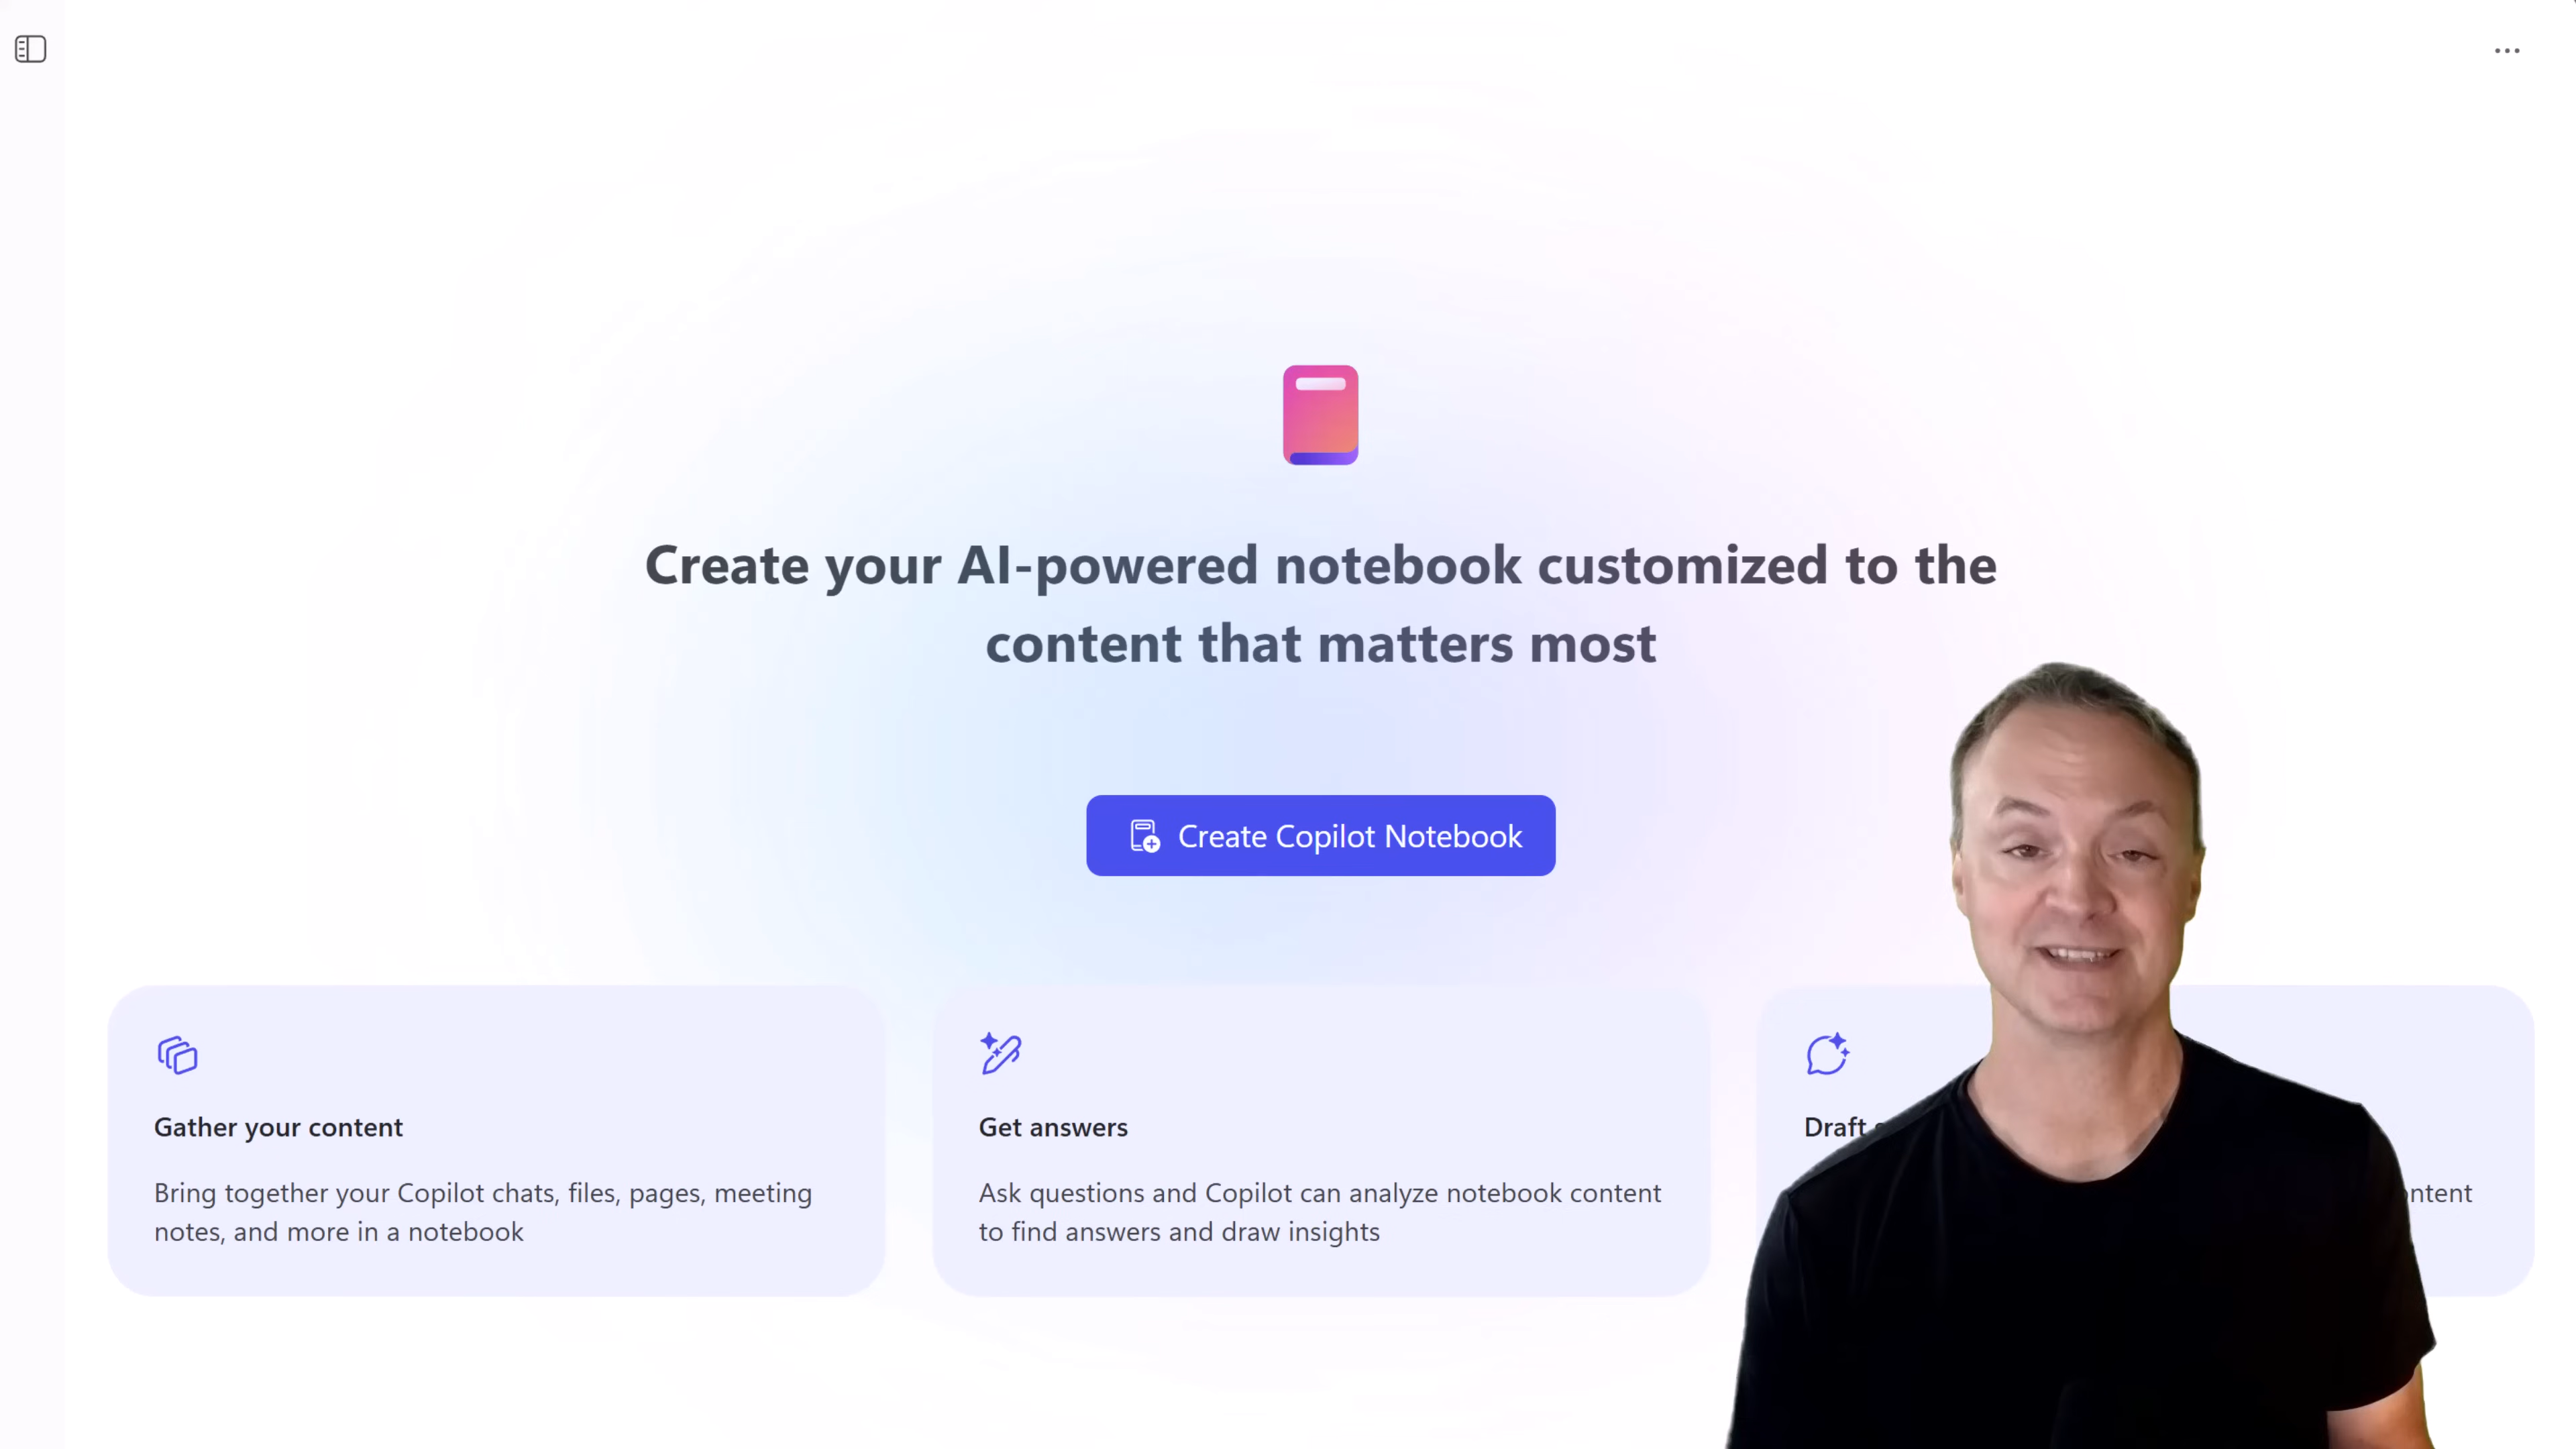 Create your AI-powered notebook customized to the
content that matters most
Create Copilot Notebook
Gather your content
Bring together your Copilot chats, files, pages, meeting
notes, and more in a notebook
Get answers
Ask questions and Copilot can analyze notebook content
to find answers and draw insights
Draft